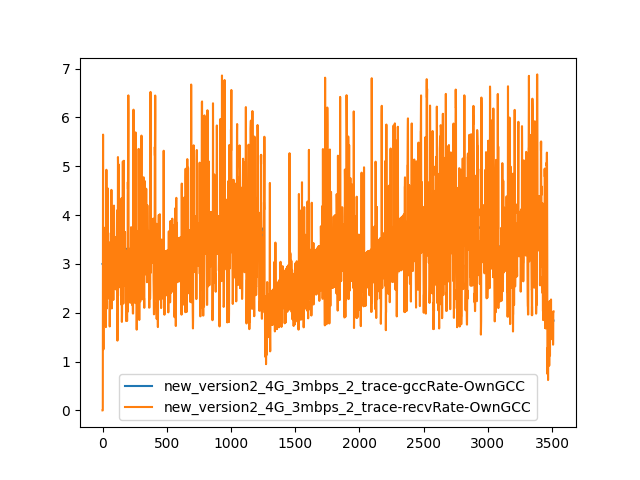 7
6
5
4
3
2
1
0
new_version2_4G_3mbps_2_trace-gccRate-OwnGCC
new_version2_4G_3mbps_2_trace-recvRate-OwnGCC
0 500 1000 1500 2000 2500 3000 3500